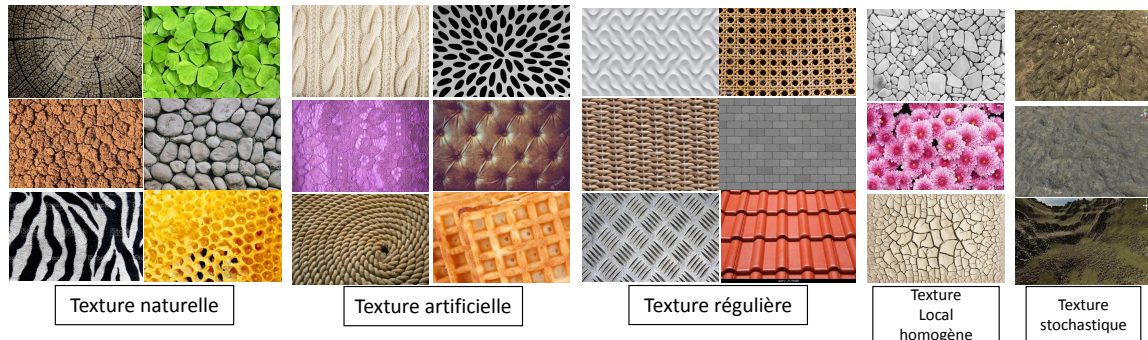 Texture naturelle
Texture artificielle
Texture régulière
Texture
Local
homogène
Texture
stochastique